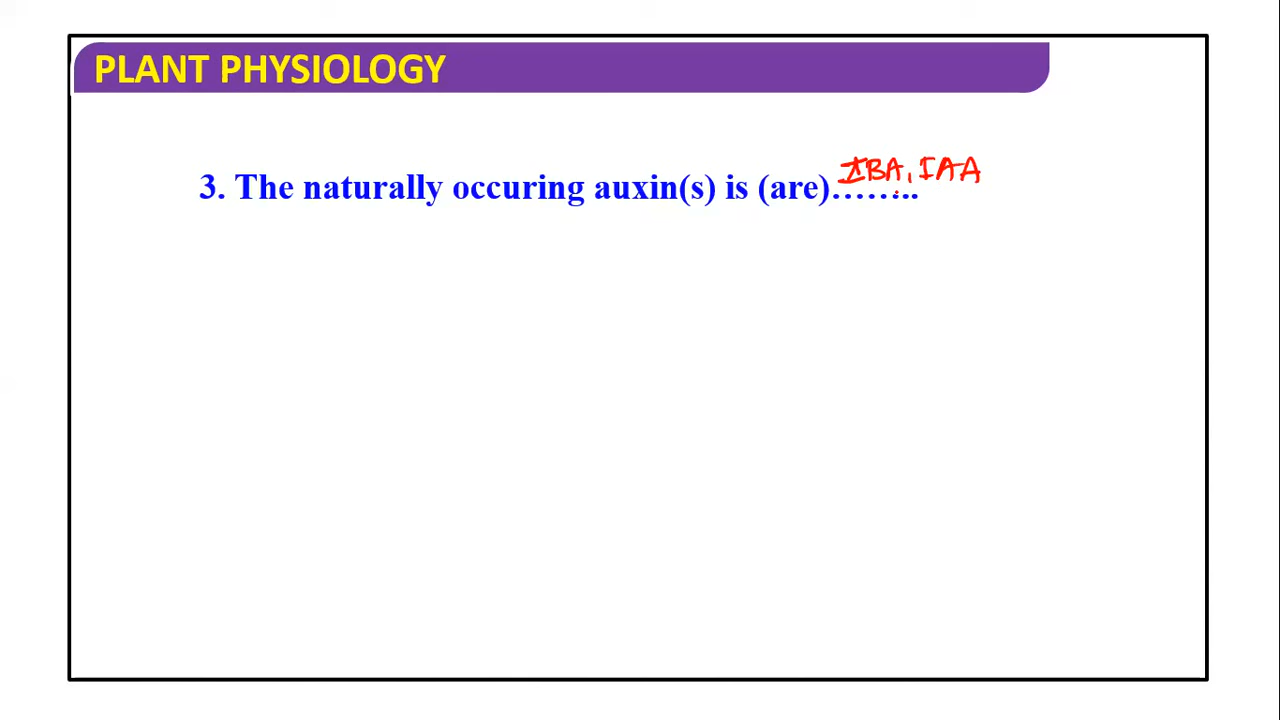 PLANT PHYSIOLOGY
3. The naturally occuring auxin(s) is (are)…….. IBA, IAA